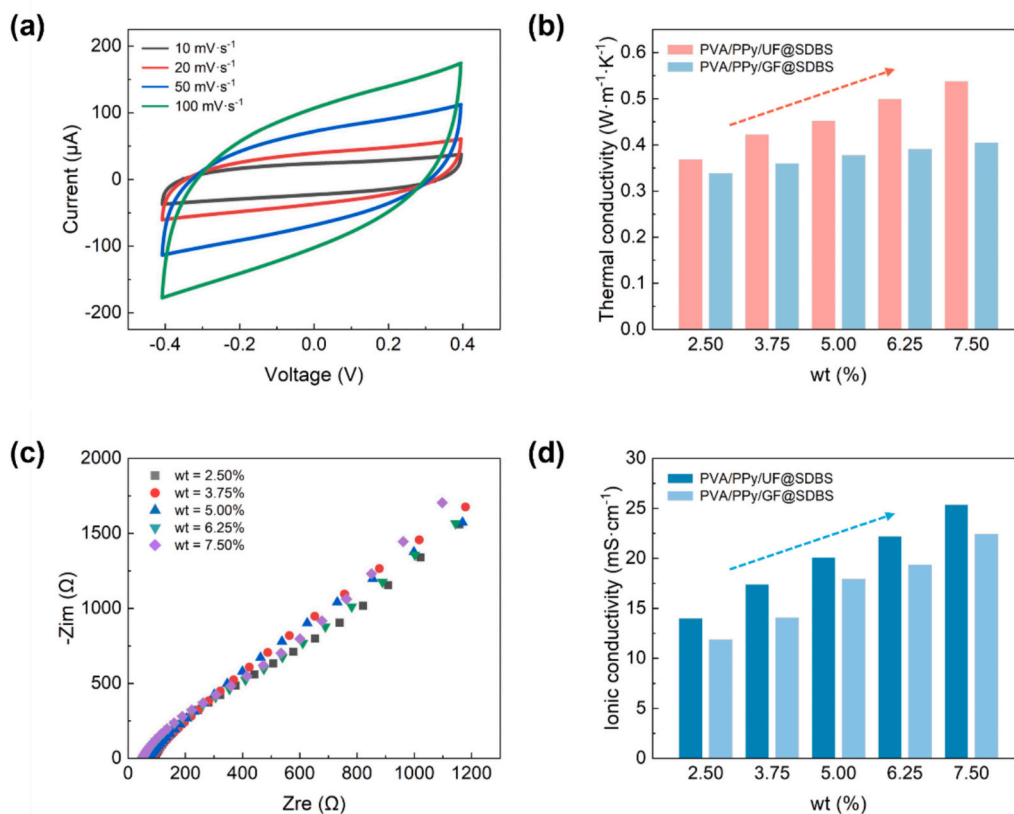 (a)
200
100
0
-100
-200
Current (μA)
10 mV·s⁻¹
20 mV·s⁻¹
50 mV·s⁻¹
100 mV·s⁻¹
-0.4
-0.2
0.0
0.2
0.4
Voltage (V)
(b)
0.6
0.5
0.4
0.3
0.2
0.1
0.0
Thermal conductivity (W·m⁻¹·K⁻¹)
PVA/PPy/UF@SDBS
PVA/PPy/GF@SDBS
2.50
3.75
5.00
6.25
7.50
wt (%)
(c)
2000
1500
1000
500
0
-Zim (Ω)
wt = 2.50%
wt = 3.75%
wt = 5.00%
wt = 6.25%
wt = 7.50%
0
200
400
600
800
1000
1200
Zre (Ω)
(d)
30
25
20
15
10
5
0
Ionic conductivity (mS·cm⁻¹)
PVA/PPy/UF@SDBS
PVA/PPy/GF@SDBS
2.50
3.75
5.00
6.25
7.50
wt (%)